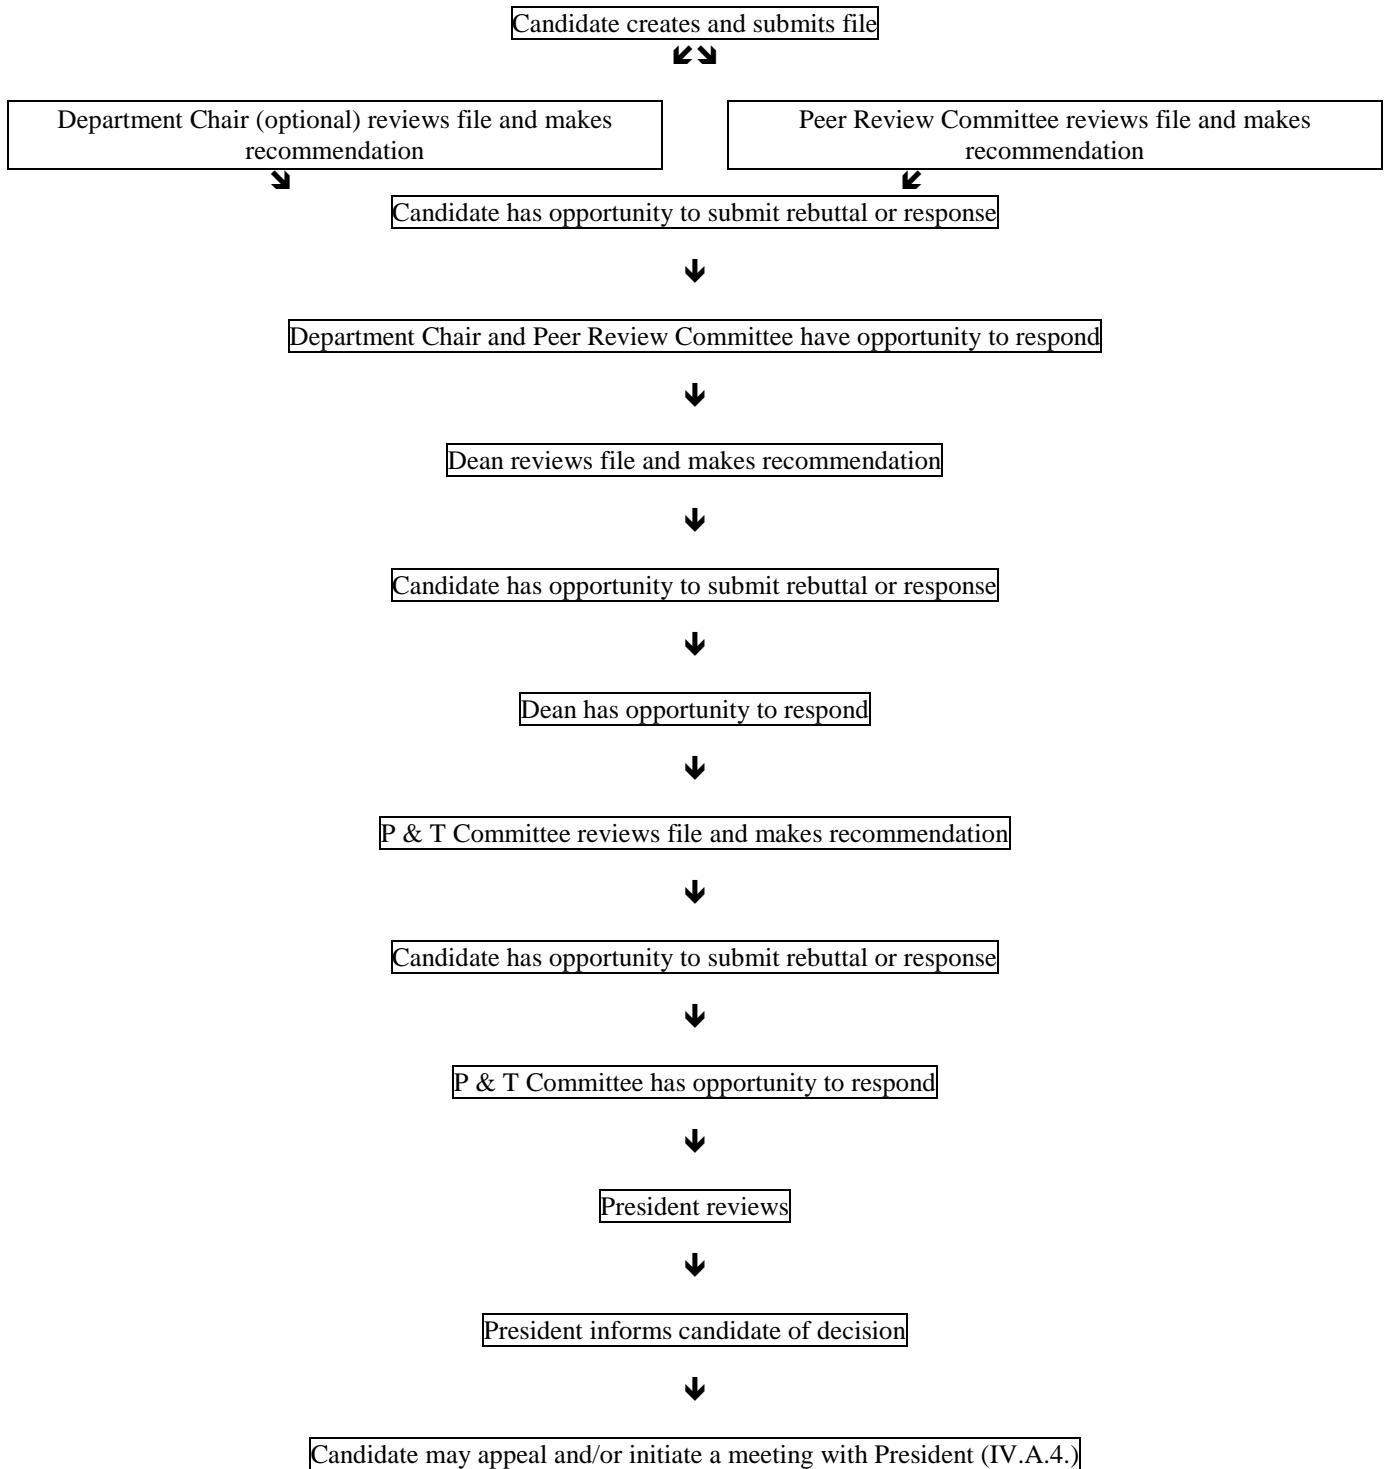 Candidate creates and submits file
Department Chair (optional) reviews file and makes
recommendation
Peer Review Committee reviews file and makes
recommendation
Candidate has opportunity to submit rebuttal or response
Department Chair and Peer Review Committee have opportunity to respond
Dean reviews file and makes recommendation
Candidate has opportunity to submit rebuttal or response
Dean has opportunity to respond
P & T Committee reviews file and makes recommendation
Candidate has opportunity to submit rebuttal or response
P & T Committee has opportunity to respond
President reviews
President informs candidate of decision
Candidate may appeal and/or initiate a meeting with President (IV.A.4.)